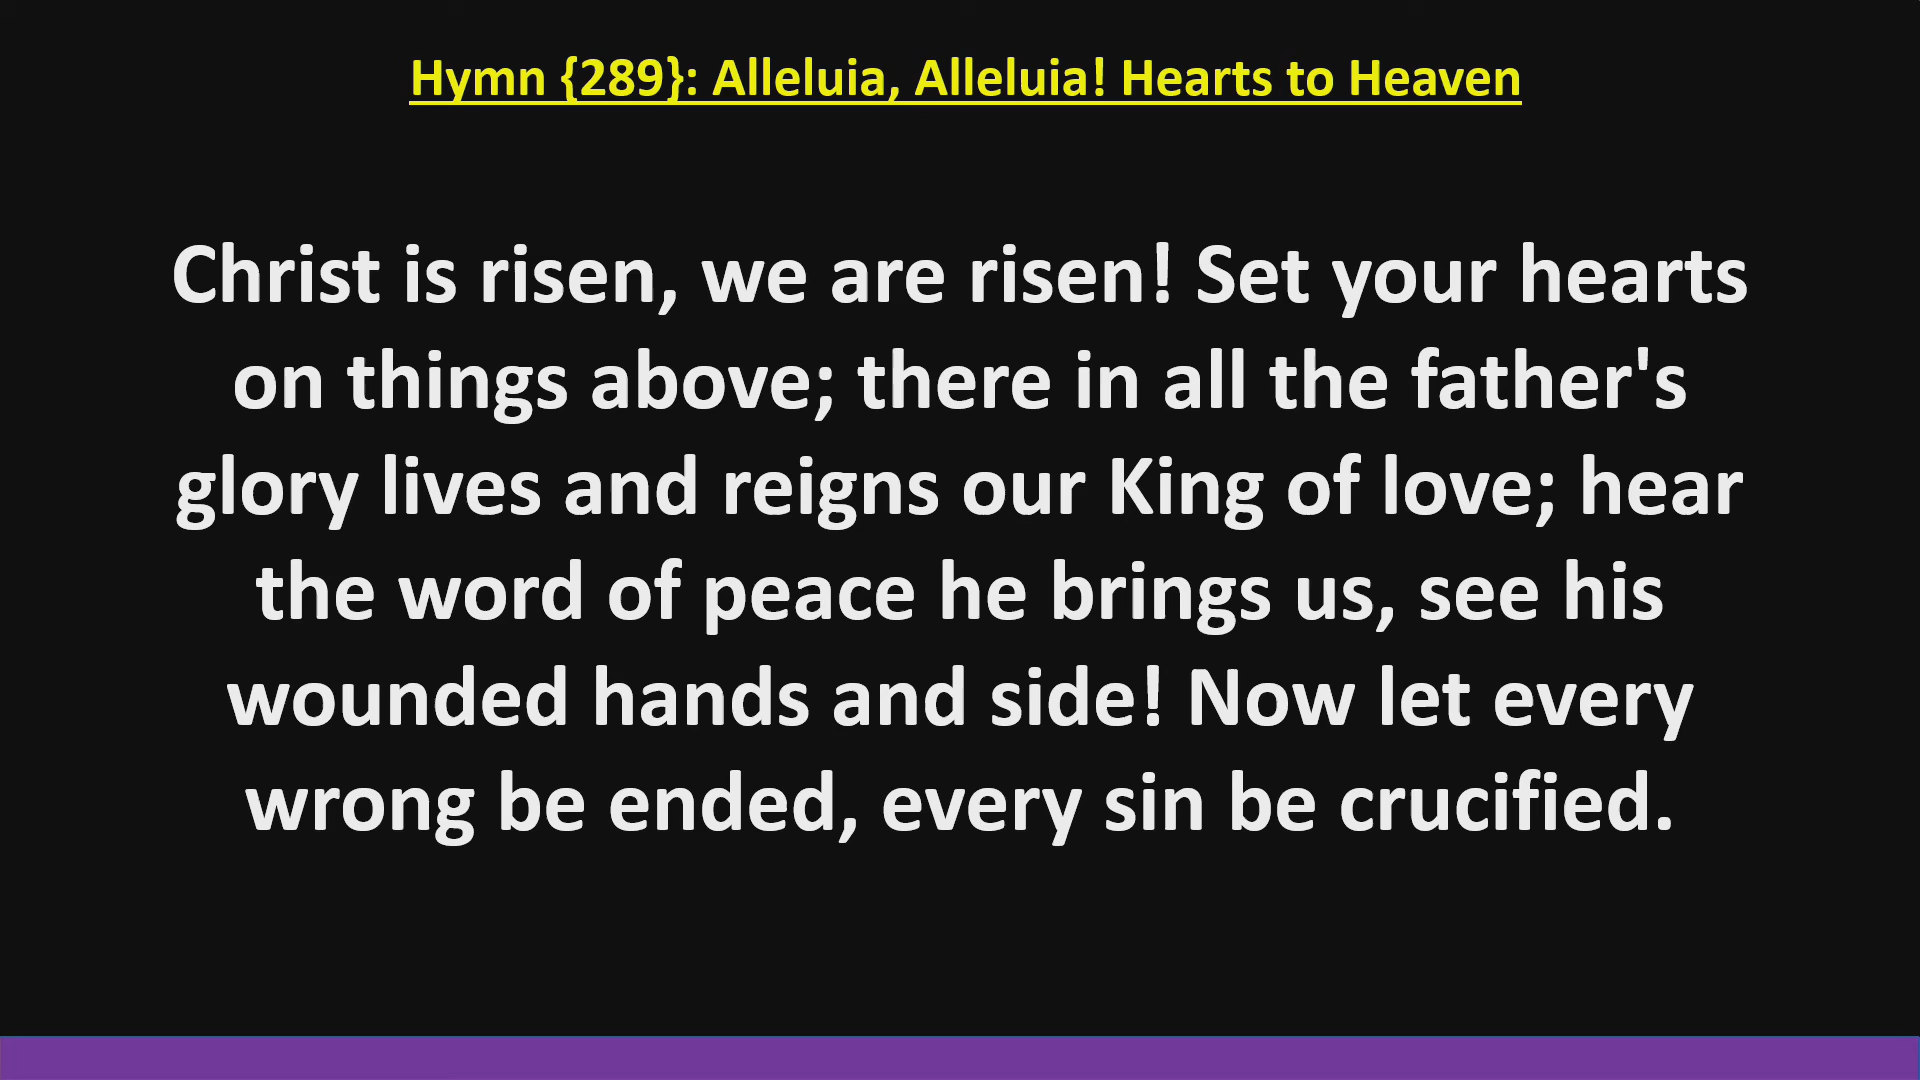 Hymn {289}: Alleluia, Alleluia! Hearts to Heaven
Christ is risen, we are risen! Set your hearts
on things above; there in all the father's
glory lives and reigns our King of love; hear
the word of peace he brings us, see his
wounded hands and side! Now let every
wrong be ended, every sin be crucified.